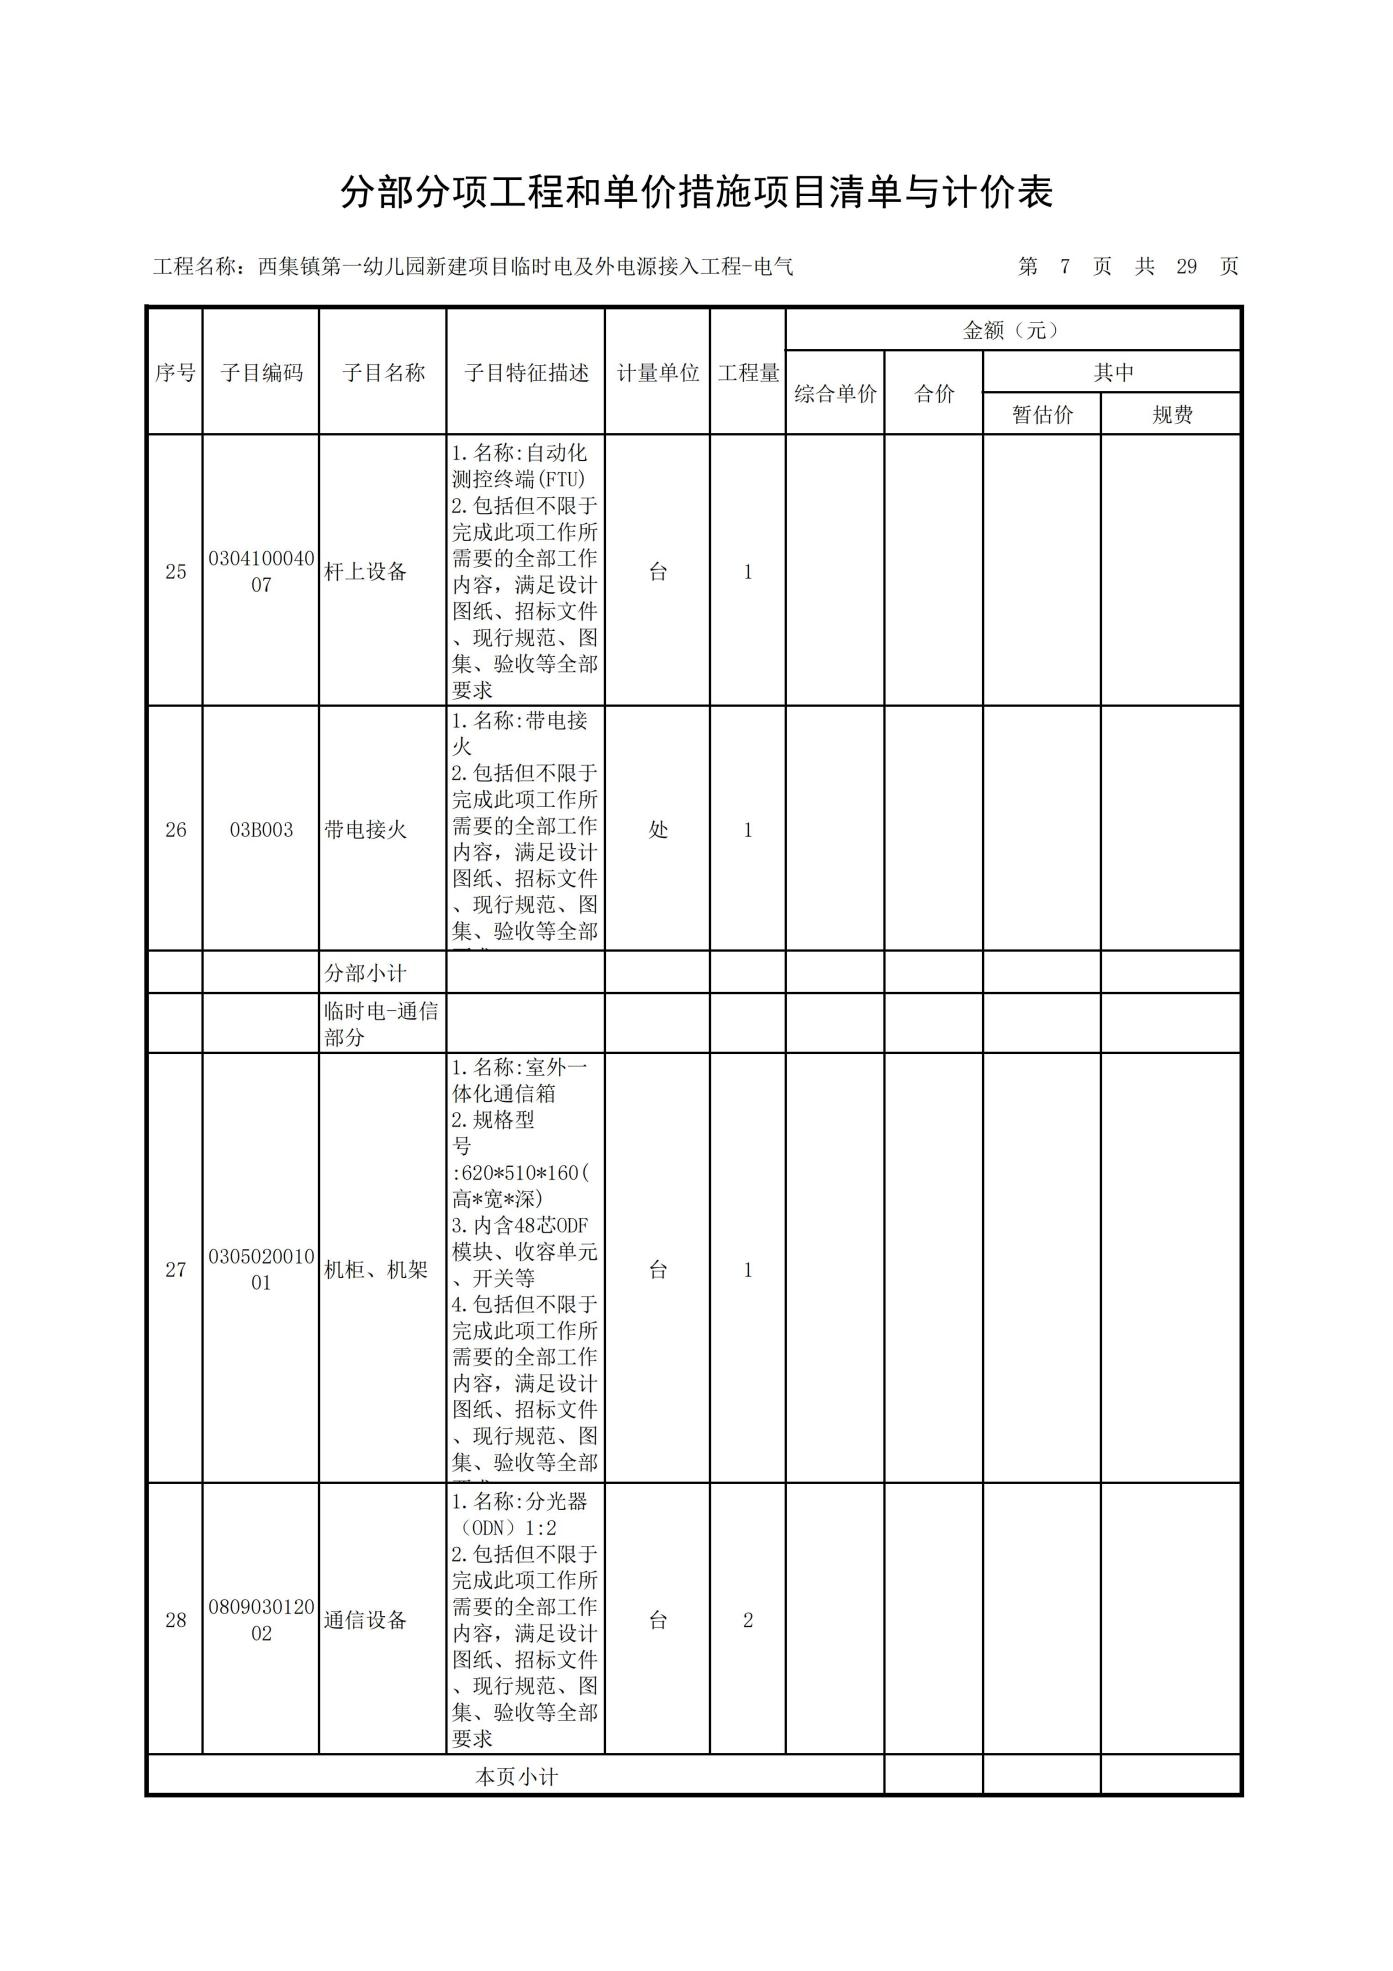 分部分项工程和单价措施项目清单与计价表
工程名称：西集镇第一幼儿园新建项目临时电及外电源接入工程-电气 第 7 页 共 29 页
序号 子目编码 子目名称 子目特征描述 计量单位 工程量 金额（元）
综合单价 合价 其中
暂估价 规费
25
0304100040
07
杆上设备
1.名称:自动化
测控终端(FTU)
2.包括但不限于
完成此项工作所
需要的全部工作
内容，满足设计
图纸、招标文件
、现行规范、图
集、验收等全部
要求
台
1
26
03B003
带电接火
1.名称:带电接
火
2.包括但不限于
完成此项工作所
需要的全部工作
内容，满足设计
图纸、招标文件
、现行规范、图
集、验收等全部
处
1
分部小计
临时电-通信
部分
27
0305020010
01
机柜、机架
1.名称:室外一
体化通信箱
2.规格型
号
:620*510*160(
高*宽*深)
3.内含48芯ODF
模块、收容单元
、开关等
4.包括但不限于
完成此项工作所
需要的全部工作
内容，满足设计
图纸、招标文件
、现行规范、图
集、验收等全部
台
1
28
0809030120
02
通信设备
1.名称:分光器
（ODN）1:2
2.包括但不限于
完成此项工作所
需要的全部工作
内容，满足设计
图纸、招标文件
、现行规范、图
集、验收等全部
要求
台
2
本页小计